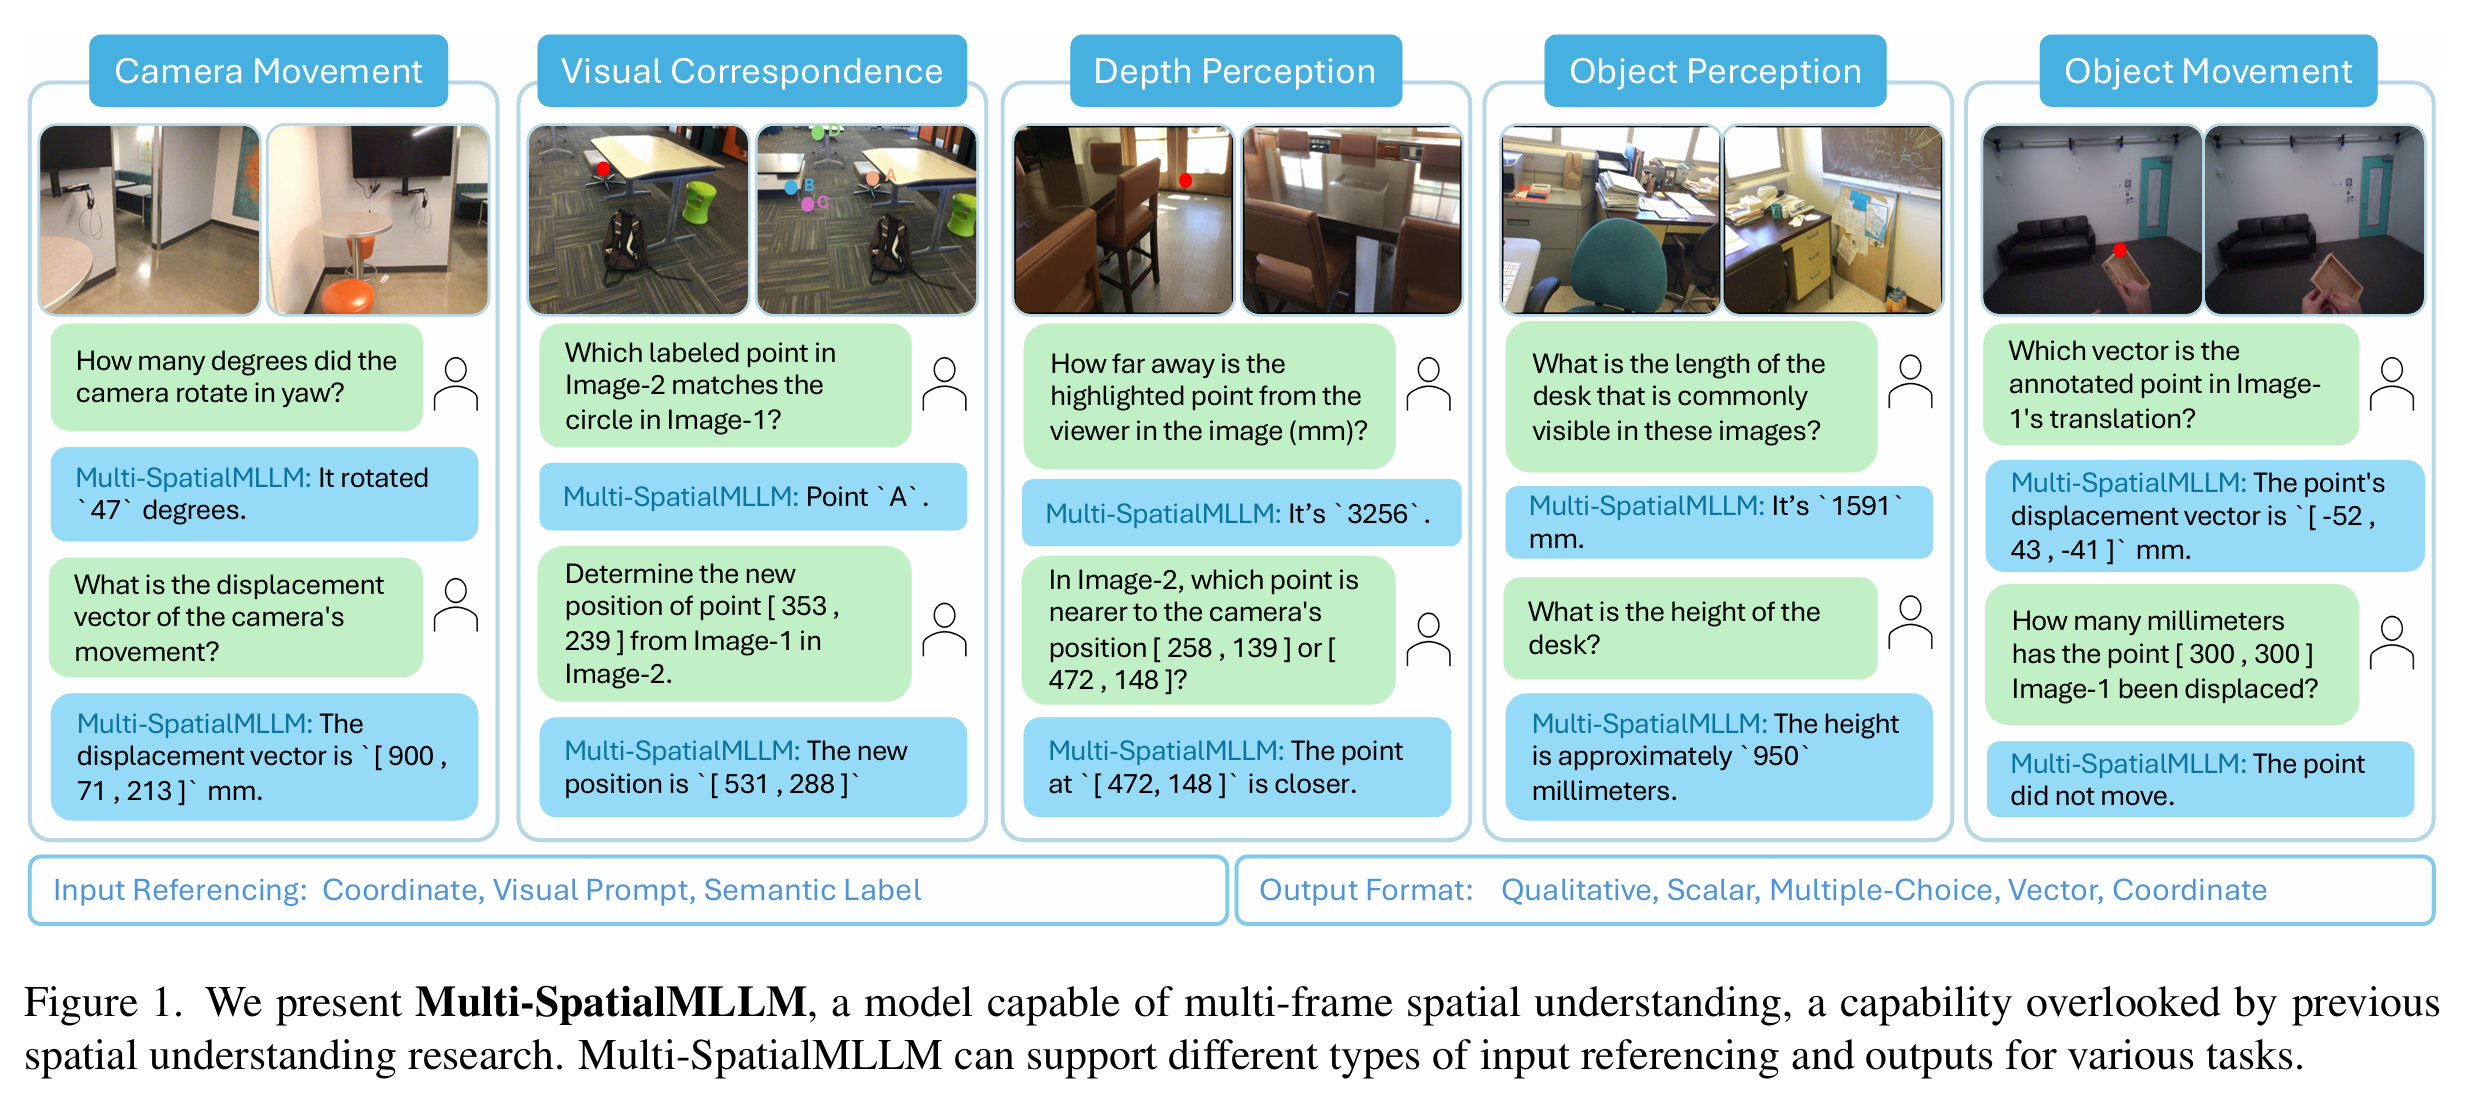 Camera Movement
How many degrees did the
camera rotate in yaw?
Multi-SpatialMLLM: It rotated
`47` degrees.
What is the displacement
vector of the camera's
movement?
Multi-SpatialMLLM: The
displacement vector is `[ 900 ,
71 , 213 ]` mm.
Visual Correspondence
D
B
A
C
Which labeled point in
Image-2 matches the
circle in Image-1?
Multi-SpatialMLLM: Point `A`.
Determine the new
position of point [ 353 ,
239 ] from Image-1 in
Image-2.
Multi-SpatialMLLM: The new
position is `[ 531 , 288 ]`
Depth Perception
How far away is the
highlighted point from the
viewer in the image (mm)?
Multi-SpatialMLLM: It’s `3256`.
In Image-2, which point is
nearer to the camera's
position [ 258 , 139 ] or [
472 , 148 ]?
Multi-SpatialMLLM: The point
at `[ 472, 148 ]` is closer.
Object Perception
What is the length of the
desk that is commonly
visible in these images?
Multi-SpatialMLLM: It’s `1591`
mm.
What is the height of the
desk?
Multi-SpatialMLLM: The height
is approximately `950`
millimeters.
Object Movement
Which vector is the
annotated point in Image-
1's translation?
Multi-SpatialMLLM: The point's
displacement vector is `[ -52 ,
43 , -41 ]` mm.
How many millimeters
has the point [ 300 , 300 ]
Image-1 been displaced?
Multi-SpatialMLLM: The point
did not move.
Input Referencing: Coordinate, Visual Prompt, Semantic Label
Output Format: Qualitative, Scalar, Multiple-Choice, Vector, Coordinate
Figure 1. We present Multi-SpatialMLLM, a model capable of multi-frame spatial understanding, a capability overlooked by previous
spatial understanding research. Multi-SpatialMLLM can support different types of input referencing and outputs for various tasks.